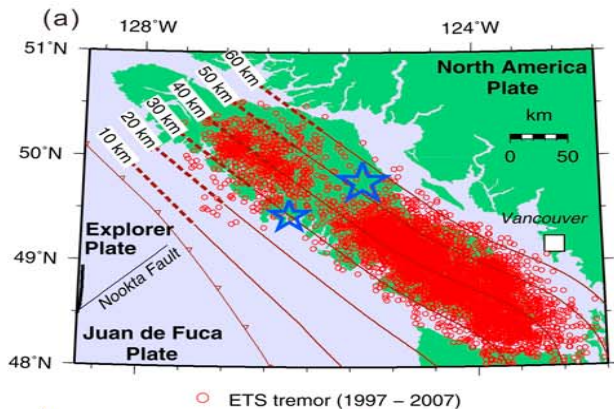 (a)
128°W
124°W
51°N
50°N
49°N
48°N
60 km
50 km
40 km
30 km
20 km
10 km
North America
Plate
km
0 50
Vancouver
Explorer
Plate
Nootka Fault
Juan de Fuca
Plate
ETS tremor (1997 – 2007)